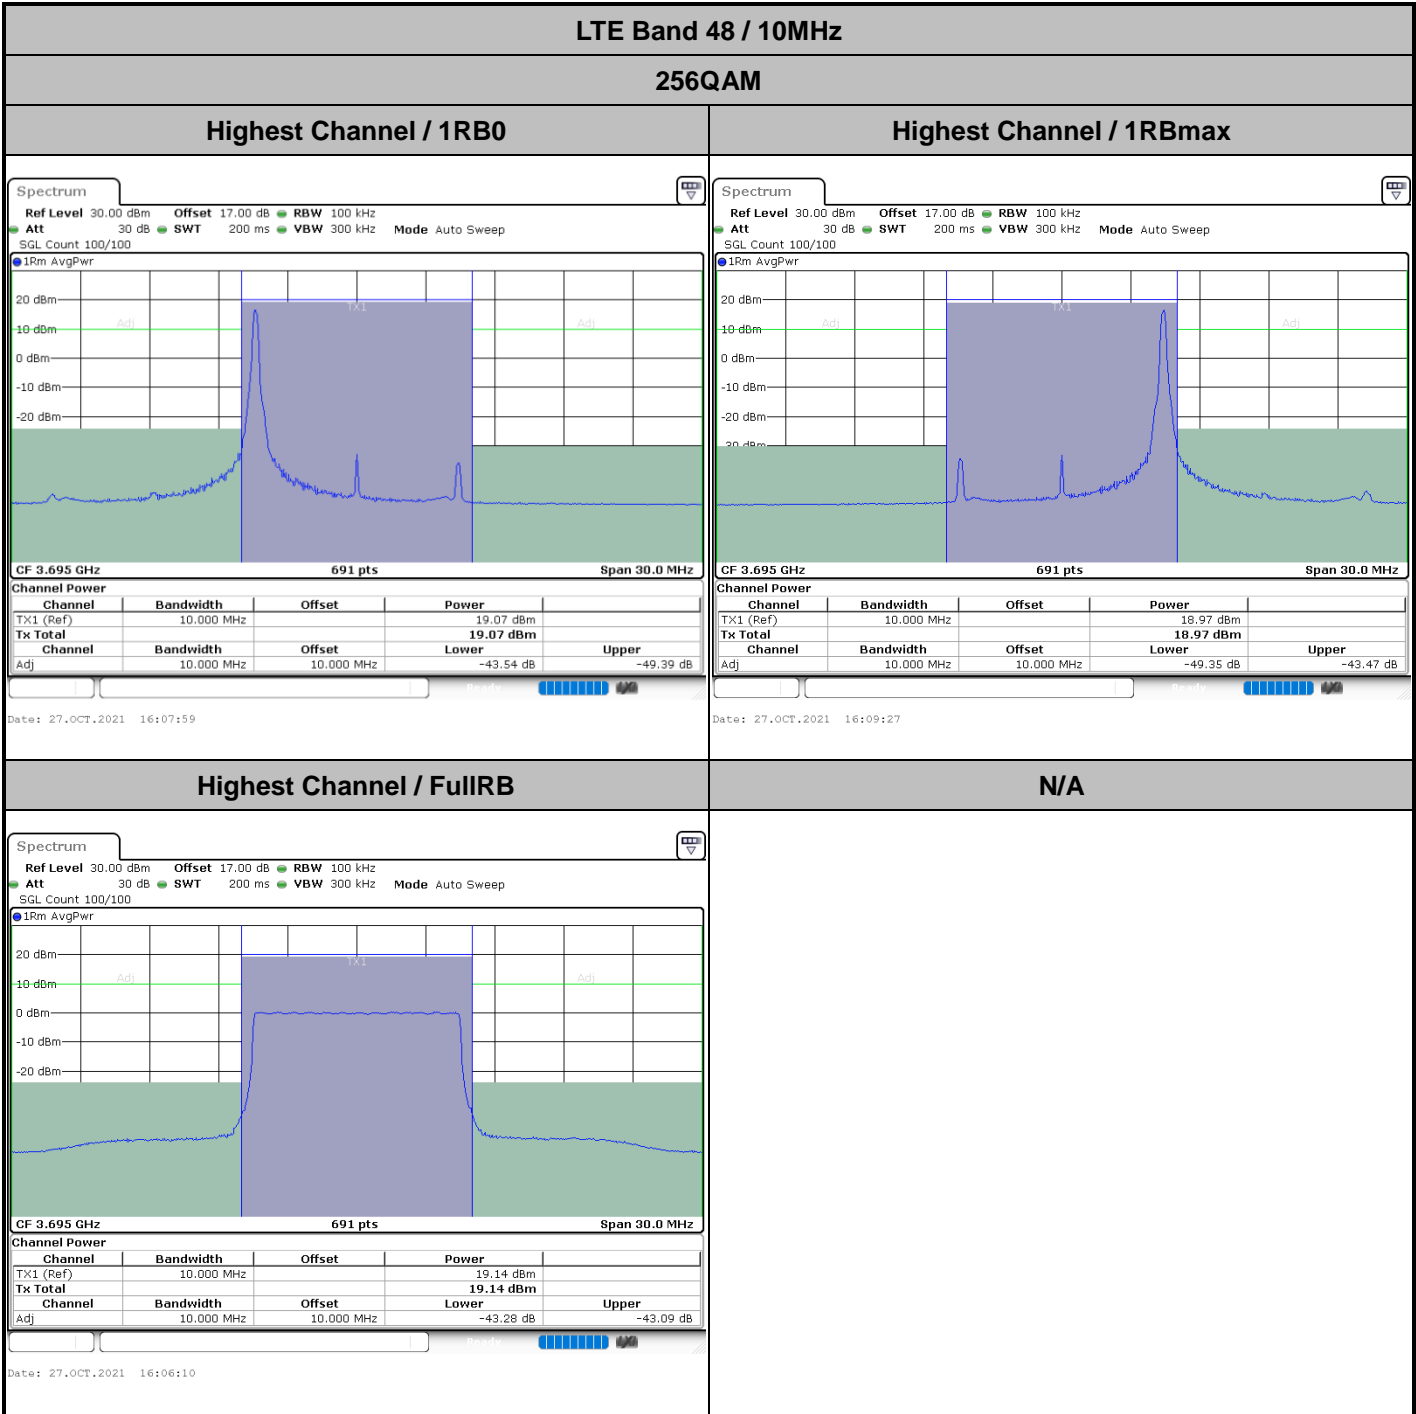 LTE Band 48 / 10MHz
256QAM
Highest Channel / 1RB0
Highest Channel / 1RBmax
Spectrum
Ref Level 30.00 dBm Offset 17.00 dB RBW 100 kHz
Att 30 dB SWT 200 ms VBW 300 kHz Mode Auto Sweep
SGL Count 100/100
1Rm AvgPwr
TX1
20 dBm
Adj
Adj
10 dBm
0 dBm
-10 dBm
-20 dBm
CF 3.695 GHz 691 pts Span 30.0 MHz
Channel Power
Channel Bandwidth Offset Power
TX1 (Ref) 10.000 MHz 19.07 dBm
Tx Total 19.07 dBm
Channel Bandwidth Offset Lower Upper
Adj 10.000 MHz 10.000 MHz -43.54 dB -49.39 dB
Ready
Date: 27.OCT.2021 16:07:59
Spectrum
Ref Level 30.00 dBm Offset 17.00 dB RBW 100 kHz
Att 30 dB SWT 200 ms VBW 300 kHz Mode Auto Sweep
SGL Count 100/100
1Rm AvgPwr
TX1
20 dBm
Adj
Adj
10 dBm
0 dBm
-10 dBm
-20 dBm
-30 dBm
CF 3.695 GHz 691 pts Span 30.0 MHz
Channel Power
Channel Bandwidth Offset Power
TX1 (Ref) 10.000 MHz 18.97 dBm
Tx Total 18.97 dBm
Channel Bandwidth Offset Lower Upper
Adj 10.000 MHz 10.000 MHz -49.35 dB -43.47 dB
Ready
Date: 27.OCT.2021 16:09:27
Highest Channel / FullRB
N/A
Spectrum
Ref Level 30.00 dBm Offset 17.00 dB RBW 100 kHz
Att 30 dB SWT 200 ms VBW 300 kHz Mode Auto Sweep
SGL Count 100/100
1Rm AvgPwr
TX1
20 dBm
Adj
Adj
10 dBm
0 dBm
-10 dBm
-20 dBm
CF 3.695 GHz 691 pts Span 30.0 MHz
Channel Power
Channel Bandwidth Offset Power
TX1 (Ref) 10.000 MHz 19.14 dBm
Tx Total 19.14 dBm
Channel Bandwidth Offset Lower Upper
Adj 10.000 MHz 10.000 MHz -43.28 dB -43.09 dB
Ready
Date: 27.OCT.2021 16:06:10